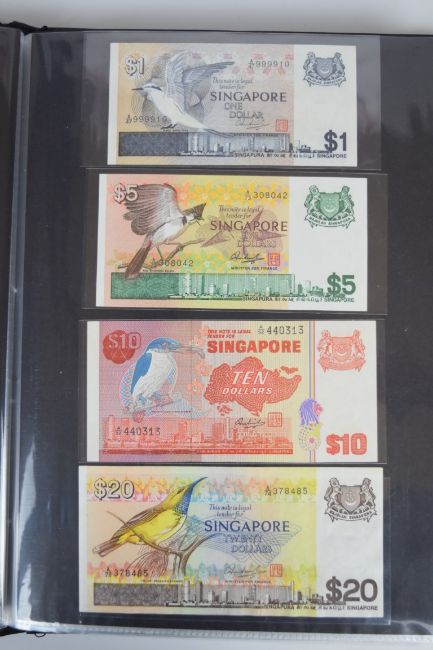 $1
A/47 999910
This note is legal
tender for
SINGAPORE
ONE
DOLLAR
999910
MINISTER FOR FINANCE
SINGAPURA SINGAPORE
$1
$5
308042
This note is legal
tender for
SINGAPORE
FIVE
DOLLARS
308042
MINISTER FOR FINANCE
SINGAPURA SINGAPORE
$5
$10
440313
THIS NOTE IS LEGAL
TENDER FOR
SINGAPORE
TEN
DOLLARS
440313
$10
$20
378485
This note is legal
tender for
SINGAPORE
TWENTY
DOLLARS
378485
MINISTER FOR FINANCE
SINGAPURA SINGAPORE
$20